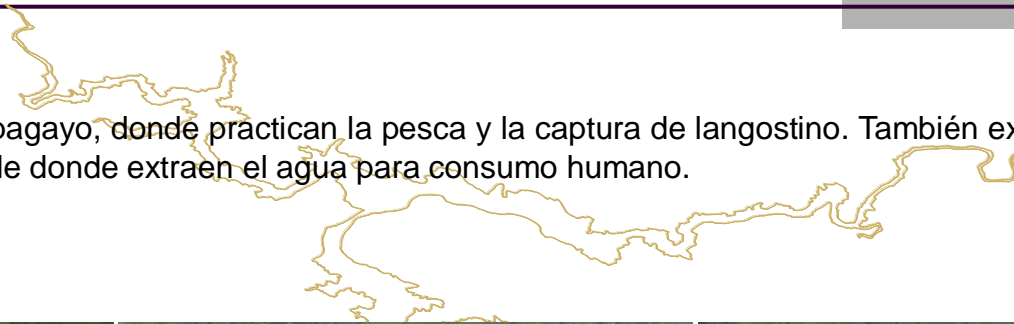 pagayo, donde practican la pesca y la captura de langostino. También ex
le donde extraen el agua para consumo humano.